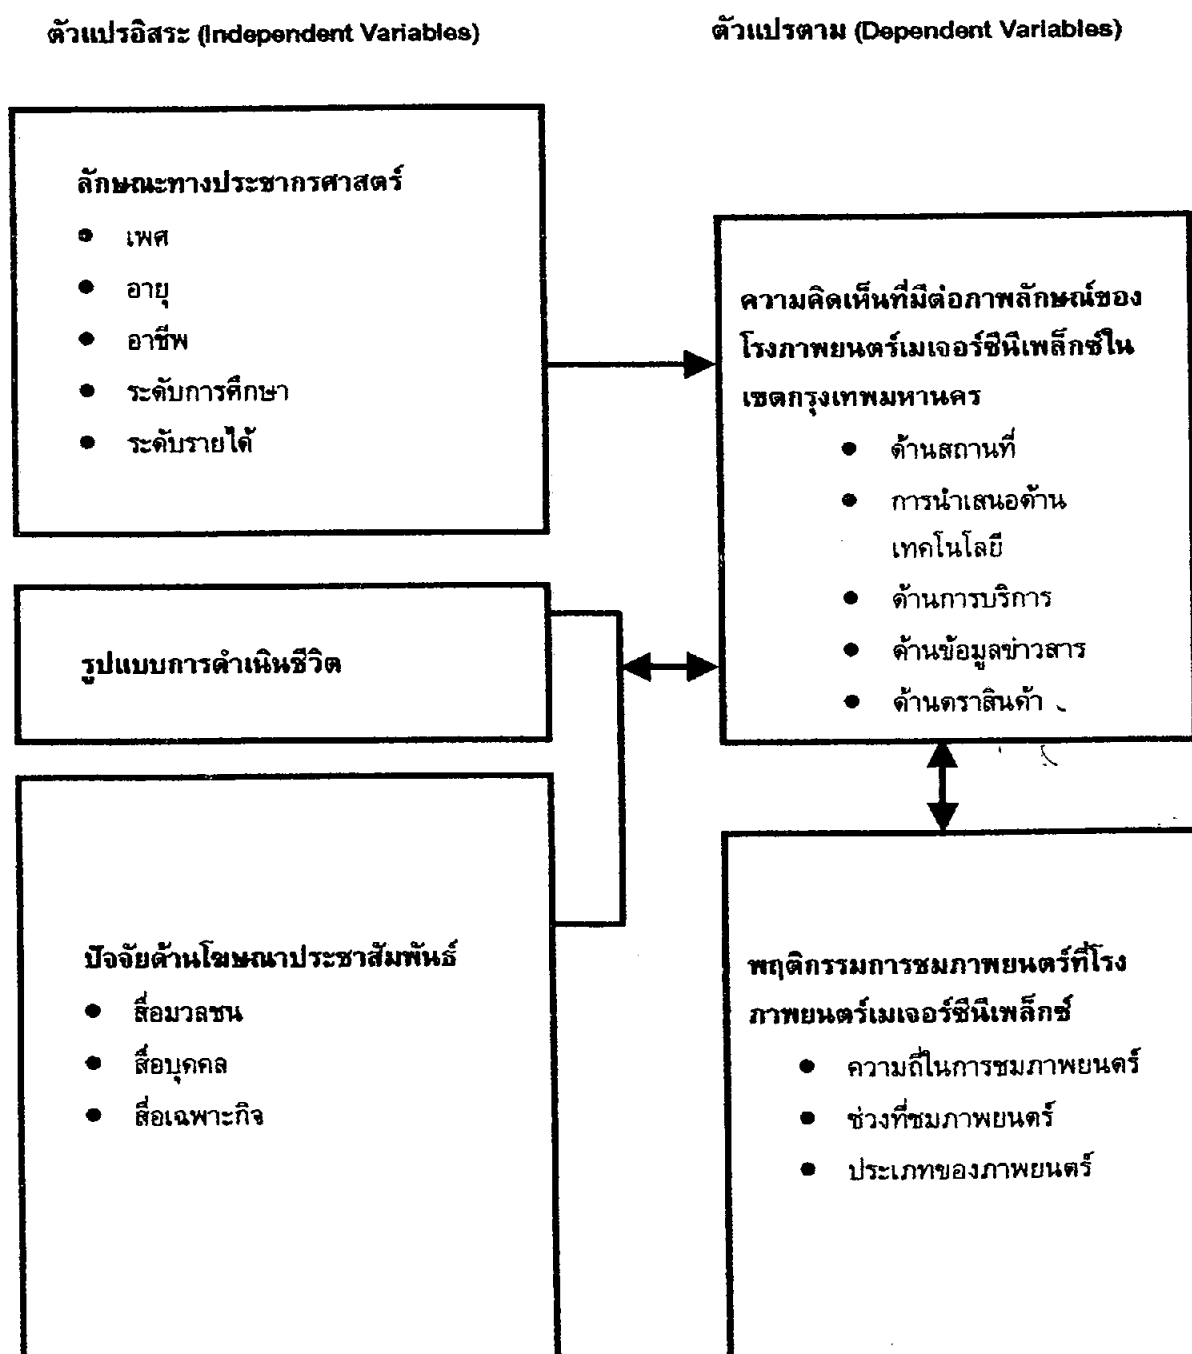 ตัวแปรอิสระ (Independent Variables)
ตัวแปรตาม (Dependent Variables)
ลักษณะทางประชากรศาสตร์
• เพศ
• อายุ
• อาชีพ
• ระดับการศึกษา
• ระดับรายได้
ความคิดเห็นที่มีต่อภาพลักษณ์ของ
โรงภาพยนตร์เมเจอร์ซีนีเพล็กซ์ใน
เขตกรุงเทพมหานคร
• ด้านสถานที่
• การนำเสนอด้าน
เทคโนโลยี
• ด้านการบริการ
• ด้านข้อมูลข่าวสาร
• ด้านตราสินค้า
รูปแบบการดำเนินชีวิต
ปัจจัยด้านโฆษณาประชาสัมพันธ์
• สื่อมวลชน
• สื่อบุคคล
• สื่อเฉพาะกิจ
พฤติกรรมการชมภาพยนตร์ที่โรง
ภาพยนตร์เมเจอร์ซีนีเพล็กซ์
• ความถี่ในการชมภาพยนตร์
• ช่วงที่ชมภาพยนตร์
• ประเภทของภาพยนตร์